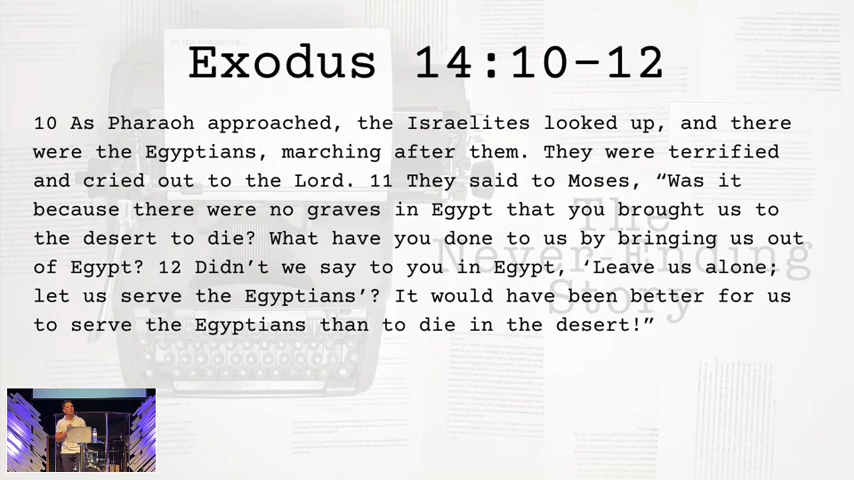 Exodus 14:10-12
10 As Pharaoh approached, the Israelites looked up, and there
were the Egyptians, marching after them. They were terrified
and cried out to the Lord. 11 They said to Moses, “Was it
because there were no graves in Egypt that you brought us to
the desert to die? What have you done to us by bringing us out
of Egypt? 12 Didn’t we say to you in Egypt, ‘Leave us alone;
let us serve the Egyptians’? It would have been better for us
to serve the Egyptians than to die in the desert!”
The
Never-Ending
Story